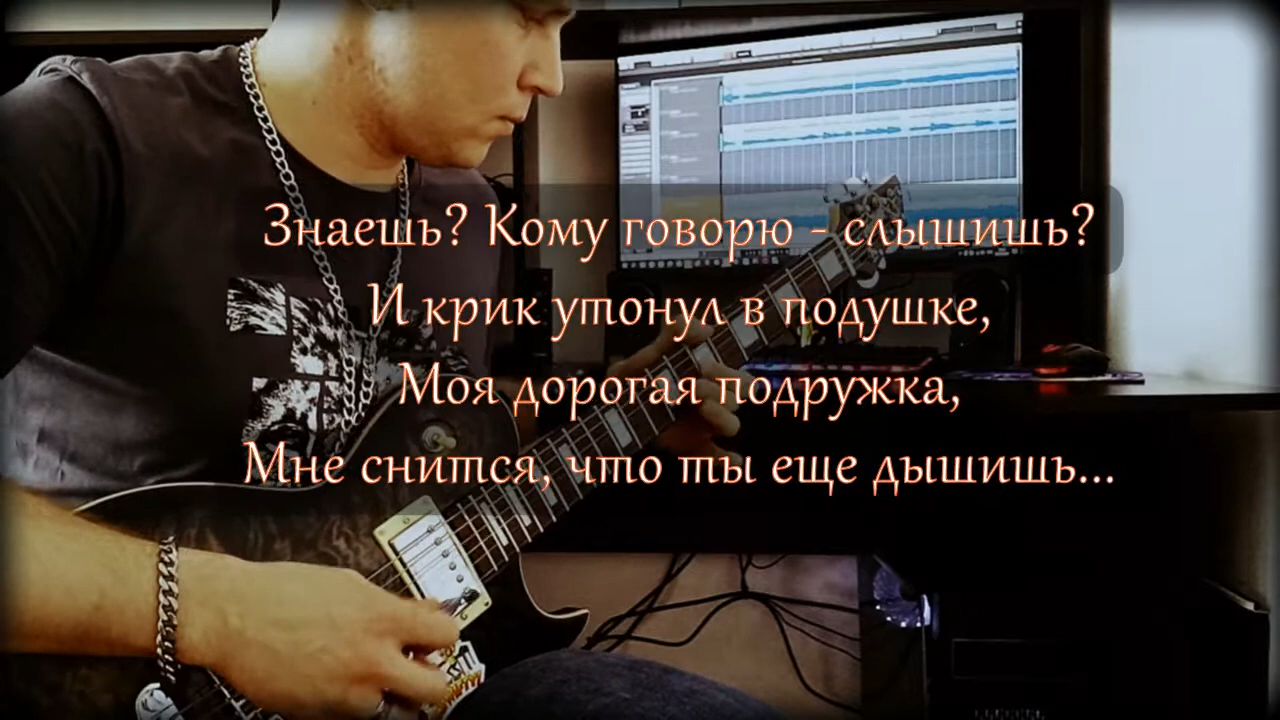 Знаешь? Кому говорю - слышишь?
И крик утонул в подушке,
Моя дорогая подружка,
Мне снится, что ты еще дышишь...